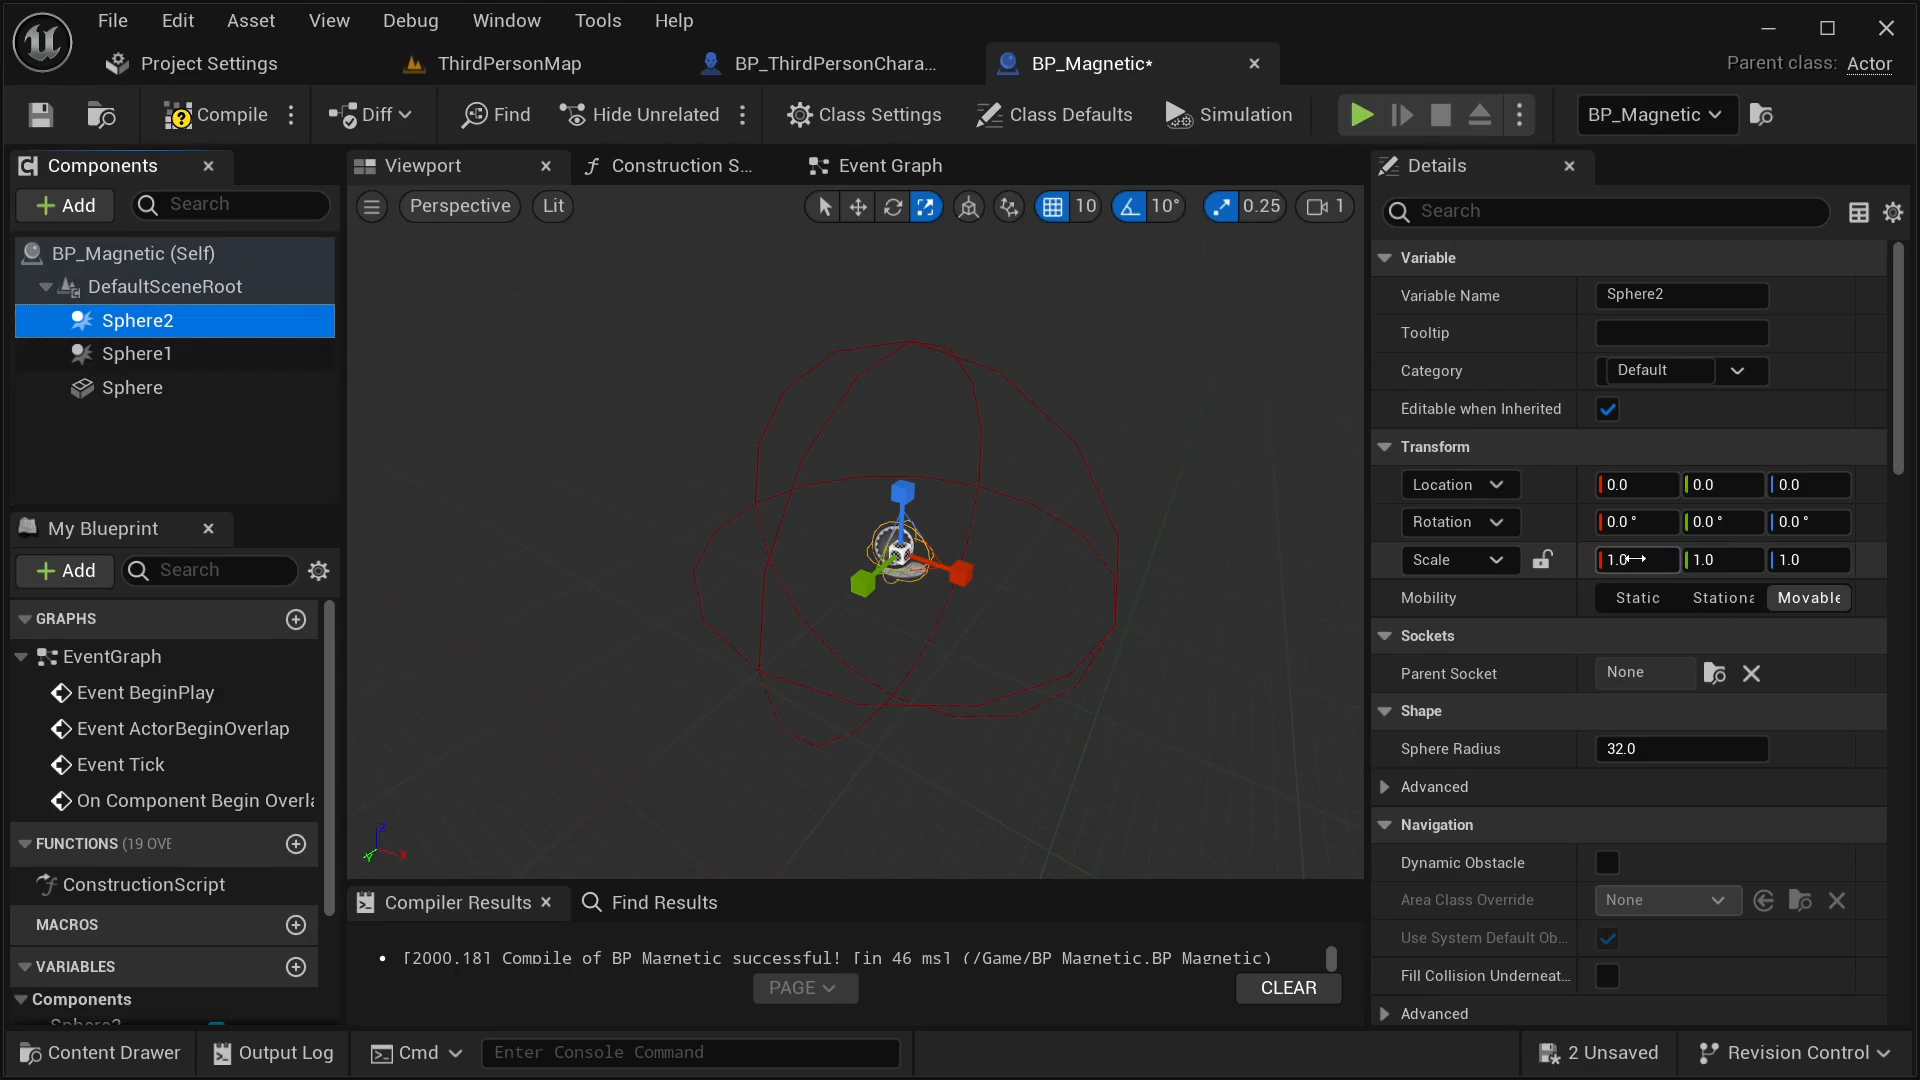 File Edit Asset View Debug Window Tools Help
Project Settings ThirdPersonMap BP_ThirdPersonChara... BP_Magnetic* Parent class: Actor
Compile Diff Find Hide Unrelated Class Settings Class Defaults Simulation BP_Magnetic
Components Viewport Construction S... Event Graph Details
Add Search Perspective Lit 10 10° 0.25 1 Search
BP_Magnetic (Self)
DefaultSceneRoot
Sphere2
Sphere1
Sphere
Variable
Variable Name Sphere2
Tooltip
Category Default
Editable when Inherited
Transform
Location 0.0 0.0 0.0
Rotation 0.0 ° 0.0 ° 0.0 °
Scale 1.0 1.0 1.0
Mobility Static Stationa Movable
Sockets
Parent Socket None
Shape
Sphere Radius 32.0
Advanced
Navigation
Dynamic Obstacle
Area Class Override None
Use System Default Ob...
Fill Collision Underneat...
Advanced
My Blueprint
Add Search
GRAPHS
EventGraph
Event BeginPlay
Event ActorBeginOverlap
Event Tick
On Component Begin Overla
FUNCTIONS (19 OVE
ConstructionScript
MACROS
VARIABLES
Components
Sphere2
Z
Y X
Compiler Results Find Results
[2000.18] Compile of BP_Magnetic successful! [in 46 ms] (/Game/BP_Magnetic.BP_Magnetic)
PAGE CLEAR
Content Drawer Output Log Cmd Enter Console Command 2 Unsaved Revision Control